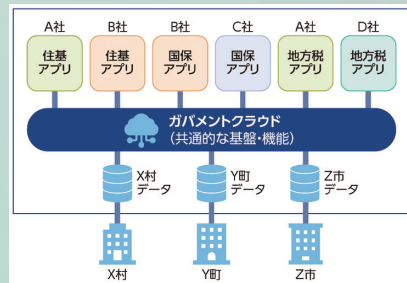 A社 B社 B社 C社 A社 D社
住基 住基 国保 国保 地方税 地方税
アプリ アプリ アプリ アプリ アプリ アプリ
ガバメントクラウド
(共通的な基盤・機能)
X村 Y町 Z市
データ データ データ
X村 Y町 Z市